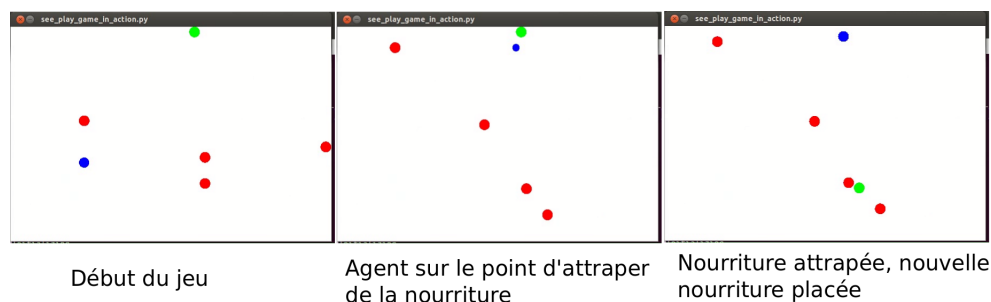 see_play_game_in_action.py
see_play_game_in_action.py
see_play_game_in_action.py
Début du jeu
Agent sur le point d'attraper
de la nourriture
Nourriture attrapée, nouvelle
nourriture placée